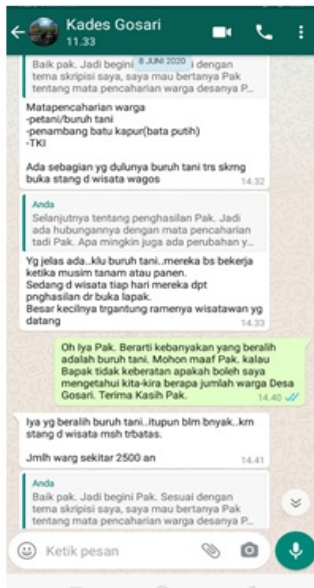 Kades Gosari
11.33
8 JUNI 2020
Baik pak. Jadi begini i dengan
tema skripisi saya, saya mau bertanya Pak
tentang mata pencaharian warga desanya P...
Matapencaharian warga
-petani/buruh tani
-penambang batu kapur(bata putih)
-TKI
Ada sebagian yg dulunya buruh tani trs skrng
buka stang d wisata wagos
14.32
Anda
Selanjutnya tentang penghasilan Pak. Jadi
ada hubungannya dengan mata pencaharian
tadi Pak. Apa mingkin juga ada perubahan y...
Yg jelas ada..klu buruh tani..mereka bs bekerja
ketika musim tanam atau panen.
Sedang d wisata tiap hari mereka dpt
pnghasilan dr buka lapak.
Besar kecilnya trgantung ramenya wisatawan yg
datang
14.33
Oh Iya Pak. Berarti kebanyakan yang beralih
adalah buruh tani. Mohon maaf Pak. kalau
Bapak tidak keberatan apakah boleh saya
mengetahui kita-kira berapa jumlah warga Desa
Gosari. Terima Kasih Pak.
14.40
Iya yg beralih buruh tani..itupun blm bnyak..krn
stang d wisata msh trbatas.
Jmlh warg sekitar 2500 an
14.41
Anda
Baik pak. Jadi begini Pak. Sesuai dengan
tema skripisi saya, saya mau bertanya Pak
tentang mata pencaharian warga desanya P...
Ketik pesan